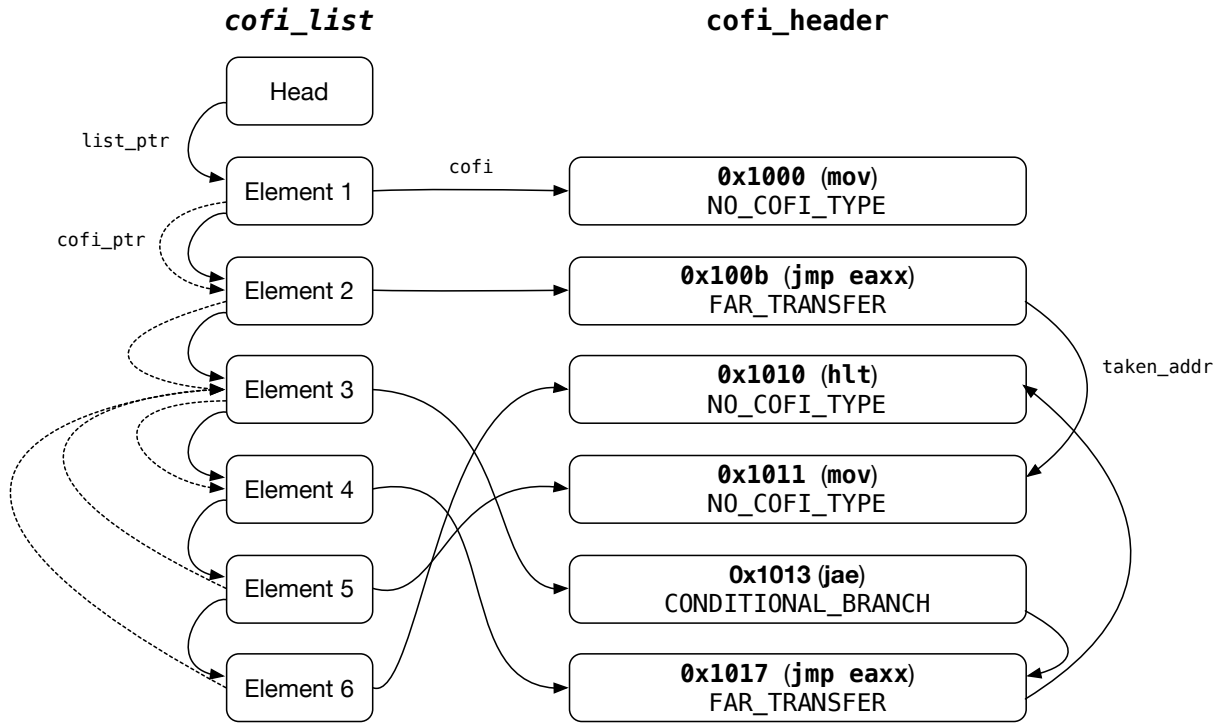 cofi_list
cofi_header
Head
list_ptr
Element 1
cofi
0x1000 (mov)
NO_COFI_TYPE
cofi_ptr
Element 2
0x100b (jmp eaxx)
FAR_TRANSFER
Element 3
0x1010 (hlt)
NO_COFI_TYPE
taken_addr
Element 4
0x1011 (mov)
NO_COFI_TYPE
Element 5
0x1013 (jae)
CONDITIONAL_BRANCH
Element 6
0x1017 (jmp eaxx)
FAR_TRANSFER